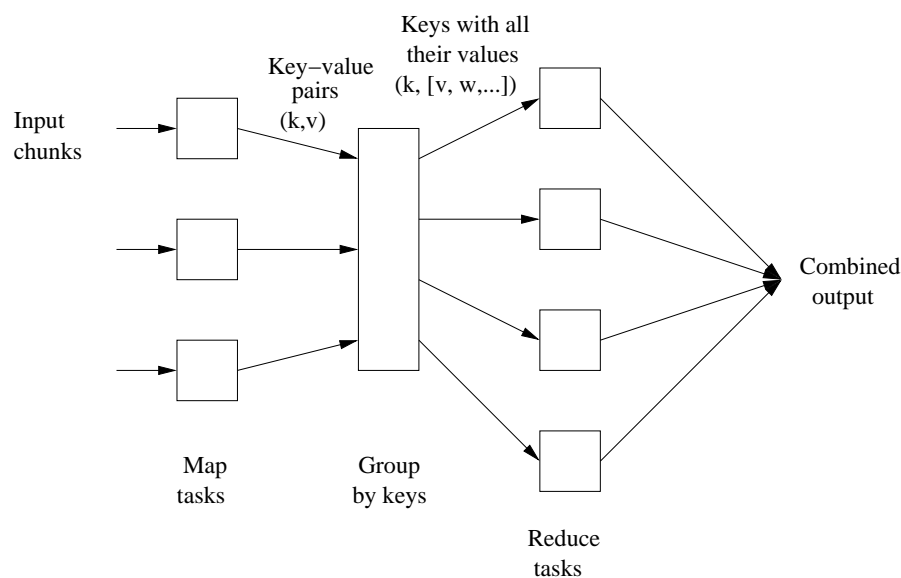 Keys with all
their values
(k, [v, w,...])
Key−value
pairs
(k,v)
Input
chunks
Combined
output
Map
tasks
Group
by keys
Reduce
tasks